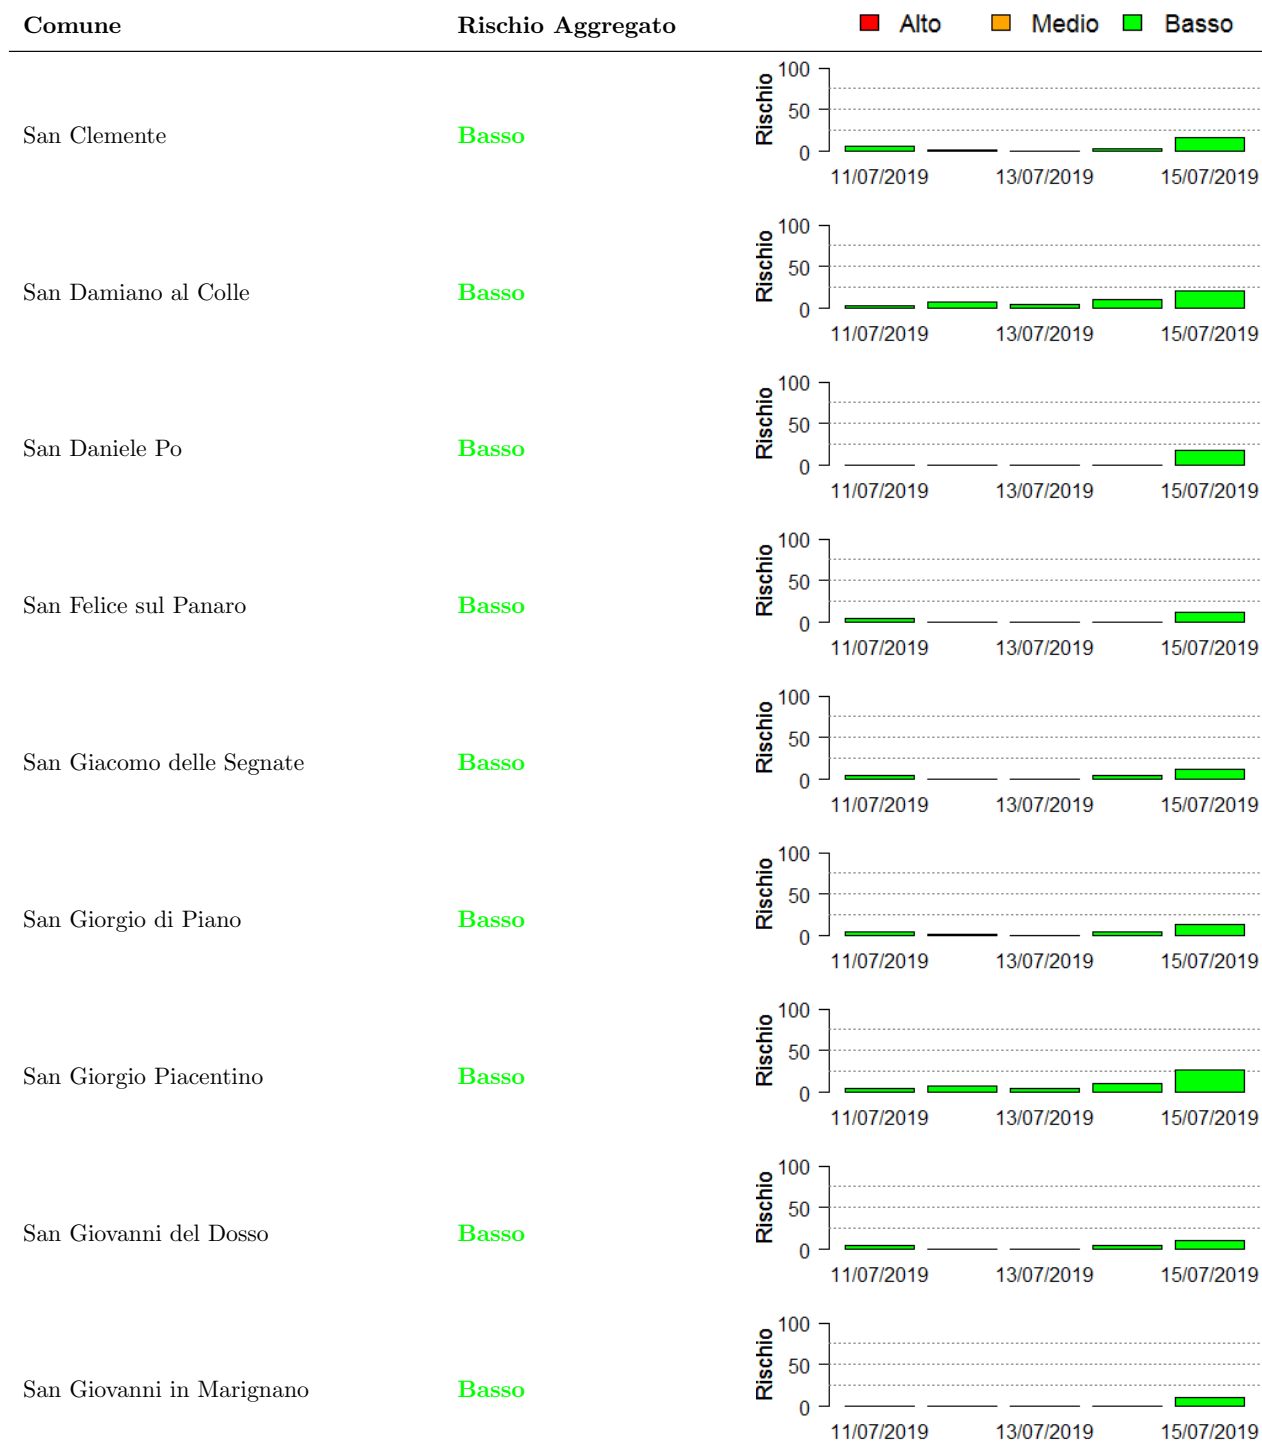 Comune Rischio Aggregato Alto Medio Basso
San Clemente Basso
Rischio
100
50
0
11/07/2019 13/07/2019 15/07/2019
San Damiano al Colle Basso
Rischio
100
50
0
11/07/2019 13/07/2019 15/07/2019
San Daniele Po Basso
Rischio
100
50
0
11/07/2019 13/07/2019 15/07/2019
San Felice sul Panaro Basso
Rischio
100
50
0
11/07/2019 13/07/2019 15/07/2019
San Giacomo delle Segnate Basso
Rischio
100
50
0
11/07/2019 13/07/2019 15/07/2019
San Giorgio di Piano Basso
Rischio
100
50
0
11/07/2019 13/07/2019 15/07/2019
San Giorgio Piacentino Basso
Rischio
100
50
0
11/07/2019 13/07/2019 15/07/2019
San Giovanni del Dosso Basso
Rischio
100
50
0
11/07/2019 13/07/2019 15/07/2019
San Giovanni in Marignano Basso
Rischio
100
50
0
11/07/2019 13/07/2019 15/07/2019